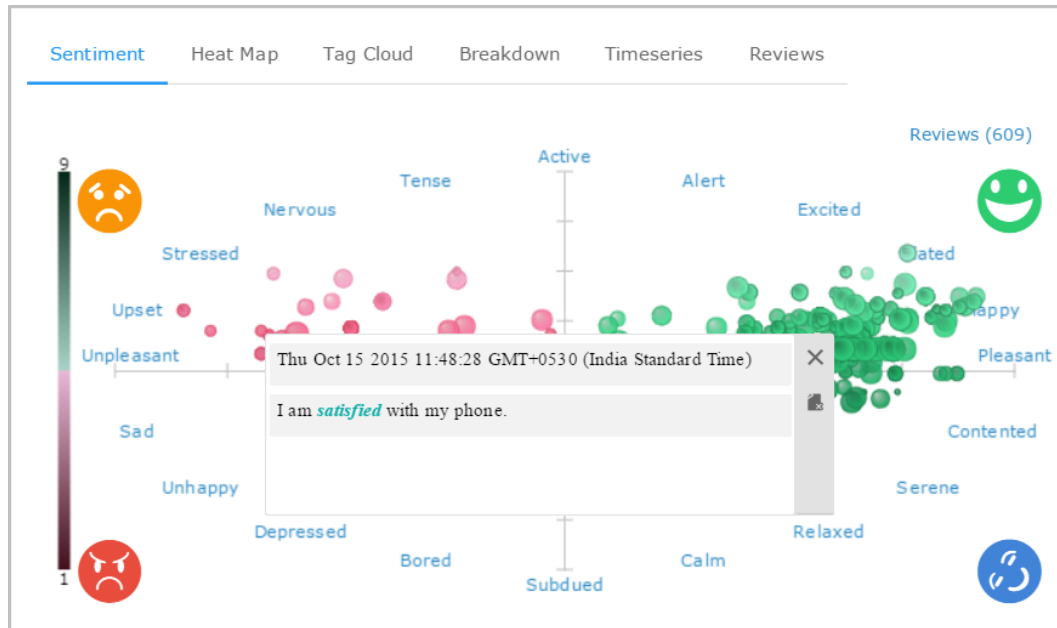 Sentiment Heat Map Tag Cloud Breakdown Timeseries Reviews
Reviews (609)
9
Active
Tense Alert
Nervous Excited
Stressed lated
Upset appy
Unpleasant Pleasant
Thu Oct 15 2015 11:48:28 GMT+0530 (India Standard Time)
I am satisfied with my phone.
Sad Contented
Unhappy Serene
Depressed Relaxed
Bored Calm
1
Subdued